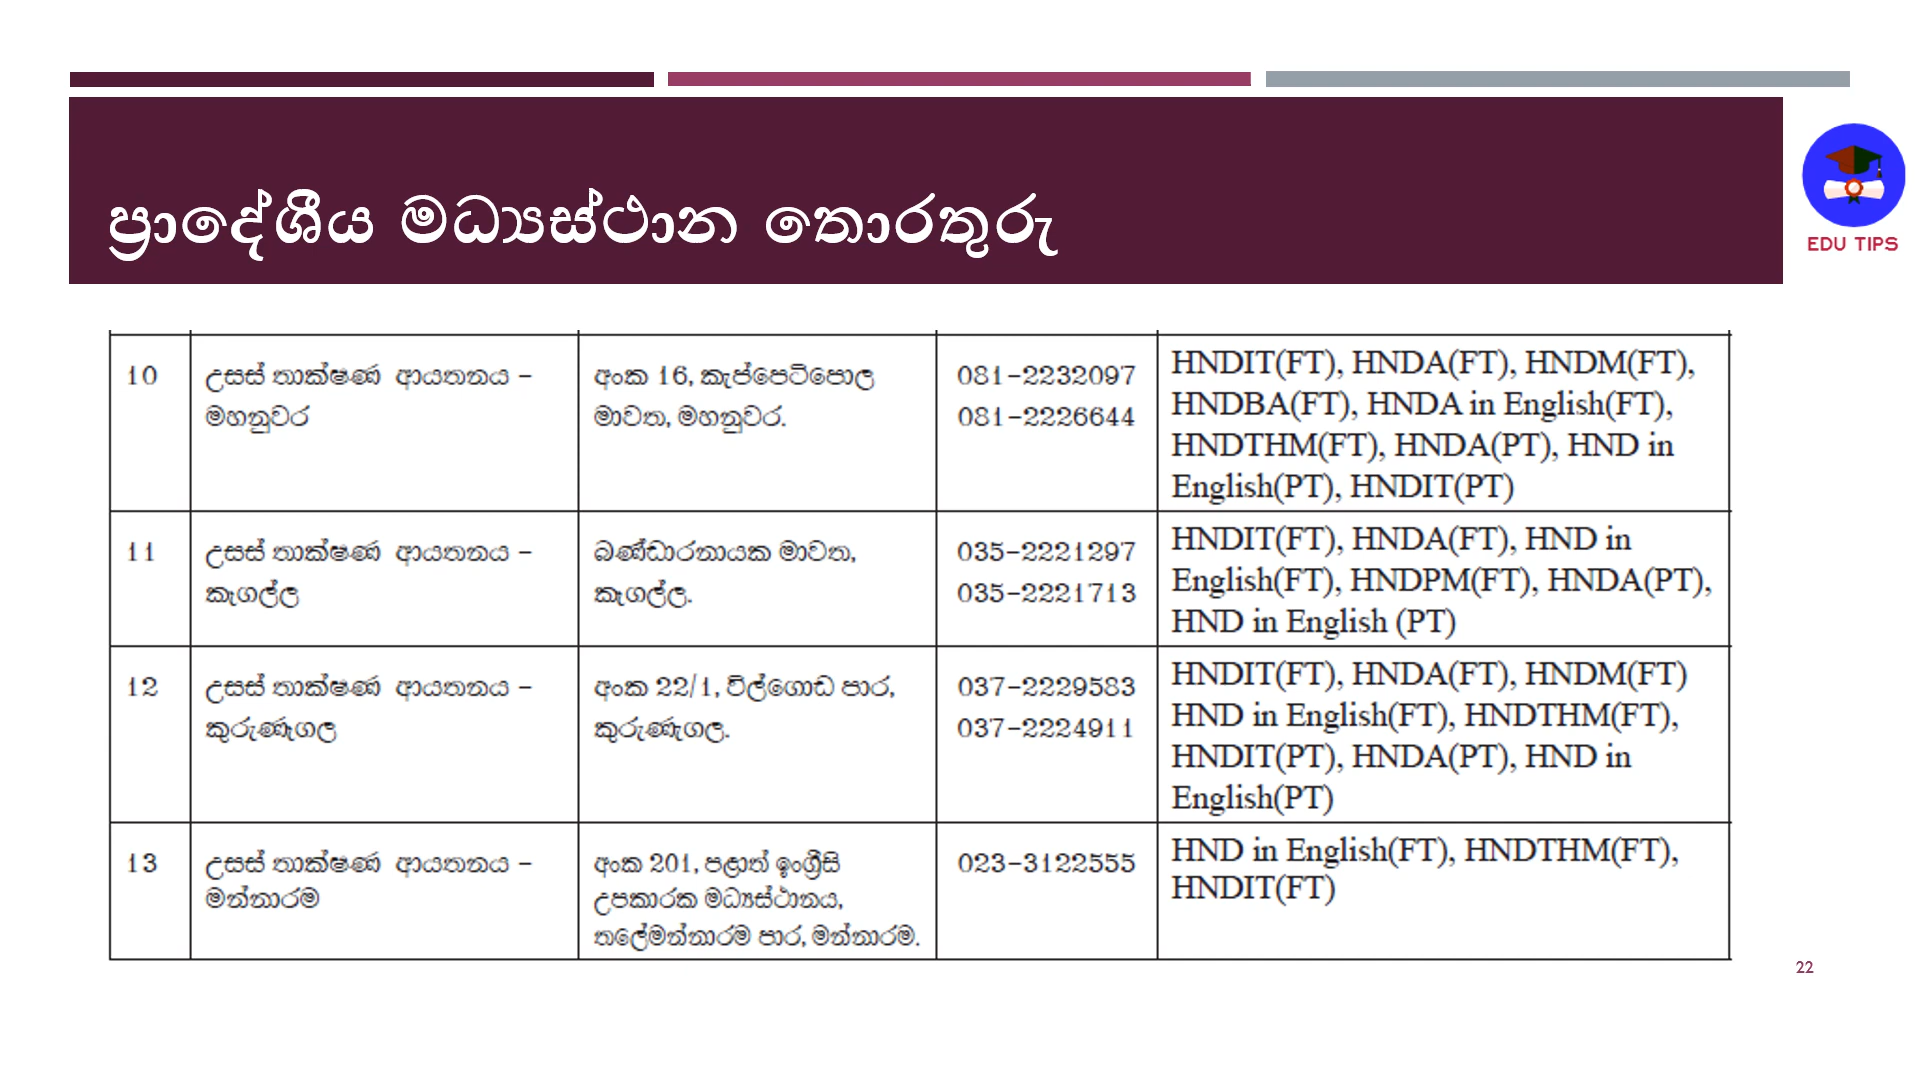 ප්‍රාදේශීය මධ්‍යස්ථාන තොරතුරු
EDU TIPS
10
උසස් තාක්ෂණ ආයතනය –
මහනුවර
අංක 16, කැප්පෙටිපොල
මාවත, මහනුවර.
081–2232097
081–2226644
HNDIT(FT), HNDA(FT), HNDM(FT),
HNDBA(FT), HNDA in English(FT),
HNDTHM(FT), HNDA(PT), HND in
English(PT), HNDIT(PT)
11
උසස් තාක්ෂණ ආයතනය –
කෑගල්ල
බණ්ඩාරනායක මාවත,
කෑගල්ල.
035–2221297
035–2221713
HNDIT(FT), HNDA(FT), HND in
English(FT), HNDPM(FT), HNDA(PT),
HND in English (PT)
12
උසස් තාක්ෂණ ආයතනය –
කුරුණෑගල
අංක 22/1, විල්ගොඩ පාර,
කුරුණෑගල.
037–2229583
037–2224911
HNDIT(FT), HNDA(FT), HNDM(FT)
HND in English(FT), HNDTHM(FT),
HNDIT(PT), HNDA(PT), HND in
English(PT)
13
උසස් තාක්ෂණ ආයතනය –
මන්නාරම
අංක 201, පළාත් ඉංග්‍රීසි
උපකාරක මධ්‍යස්ථානය,
තලේමන්නාරම පාර, මන්නාරම.
023–3122555
HND in English(FT), HNDTHM(FT),
HNDIT(FT)
22